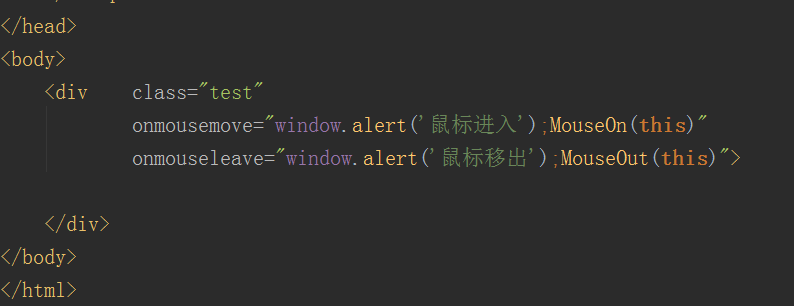 </head>
<body>
<div class="test"
onmousemove="window.alert('鼠标进入');MouseOn(this)"
onmouseleave="window.alert('鼠标移出');MouseOut(this)">
</div>
</body>
</html>